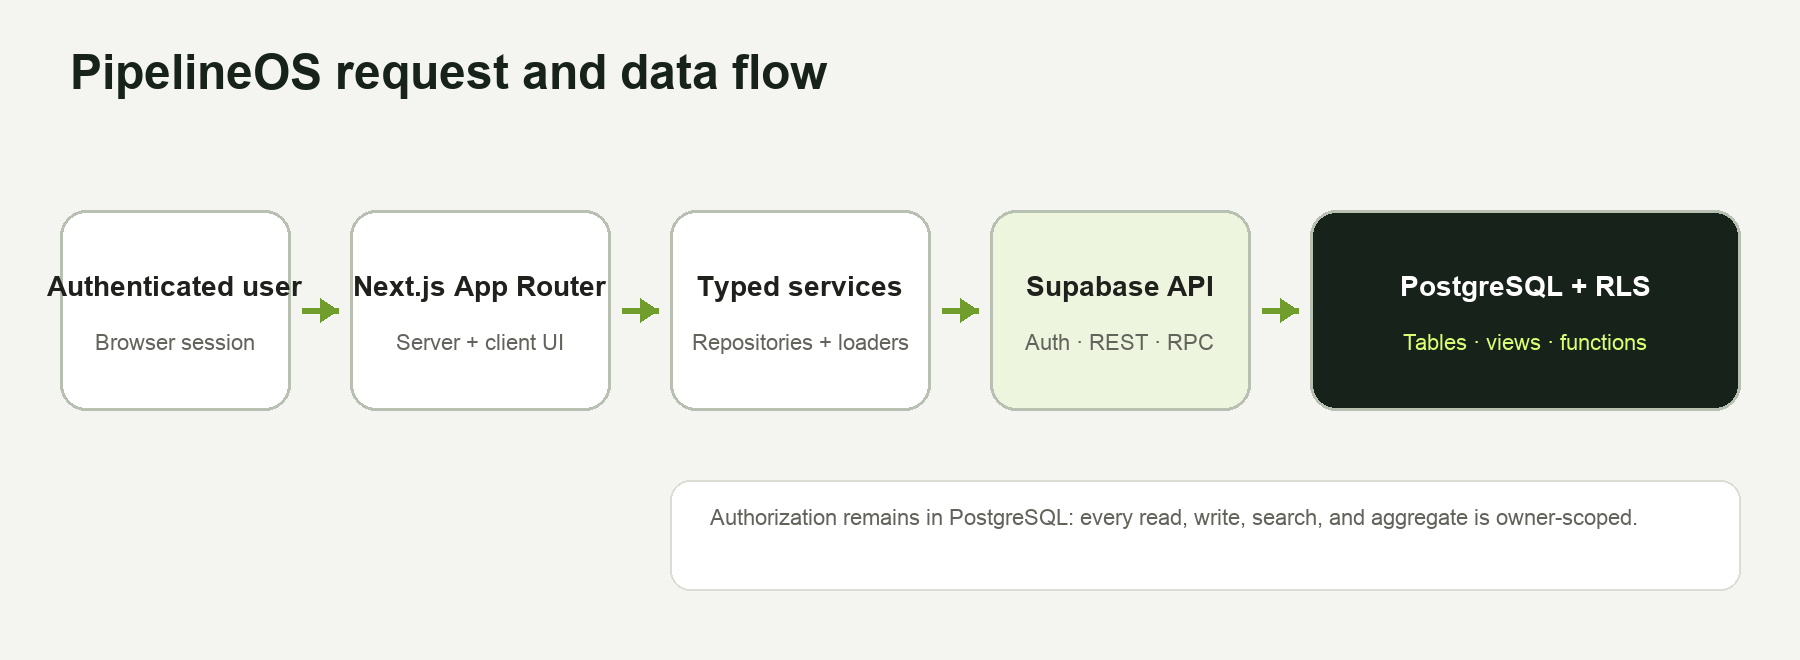 PipelineOS request and data flow
Authenticated user
Browser session
Next.js App Router
Server + client UI
Typed services
Repositories + loaders
Supabase API
Auth · REST · RPC
PostgreSQL + RLS
Tables · views · functions
Authorization remains in PostgreSQL: every read, write, search, and aggregate is owner-scoped.